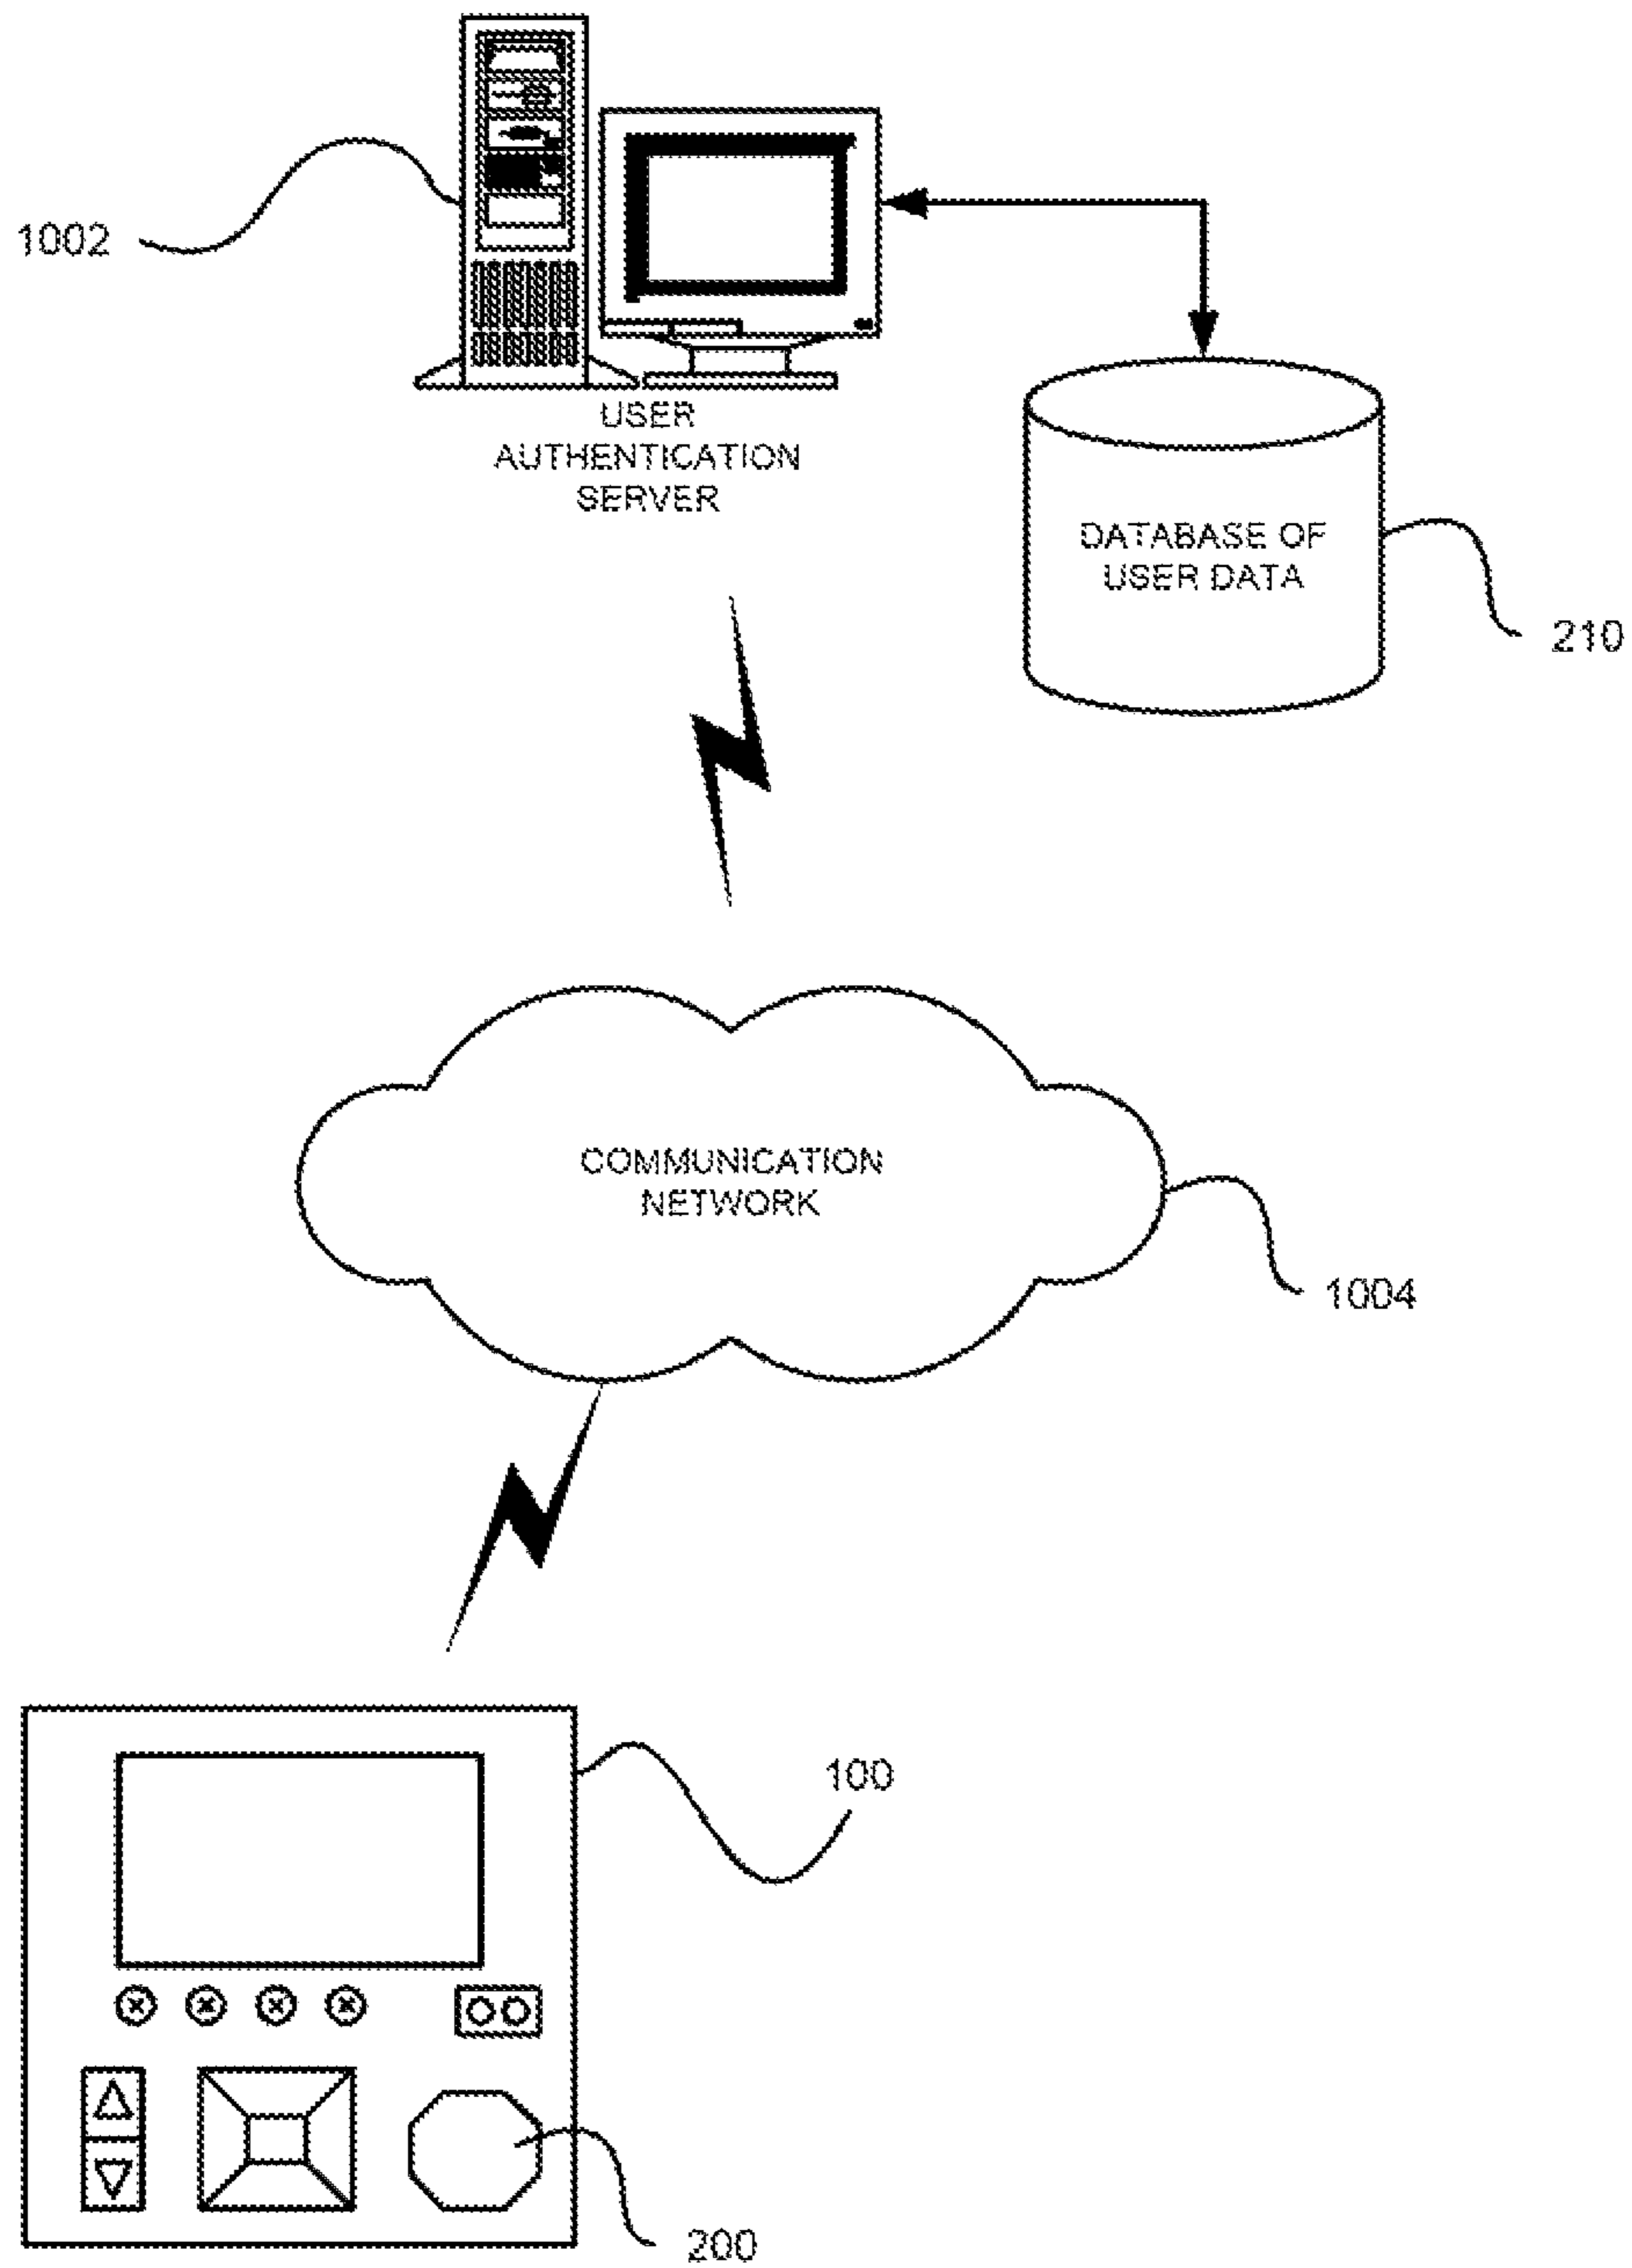 1002
USER
AUTHENTICATION
SERVER
DATABASE OF
USER DATA
210
COMMUNICATION
NETWORK
1004
100
200